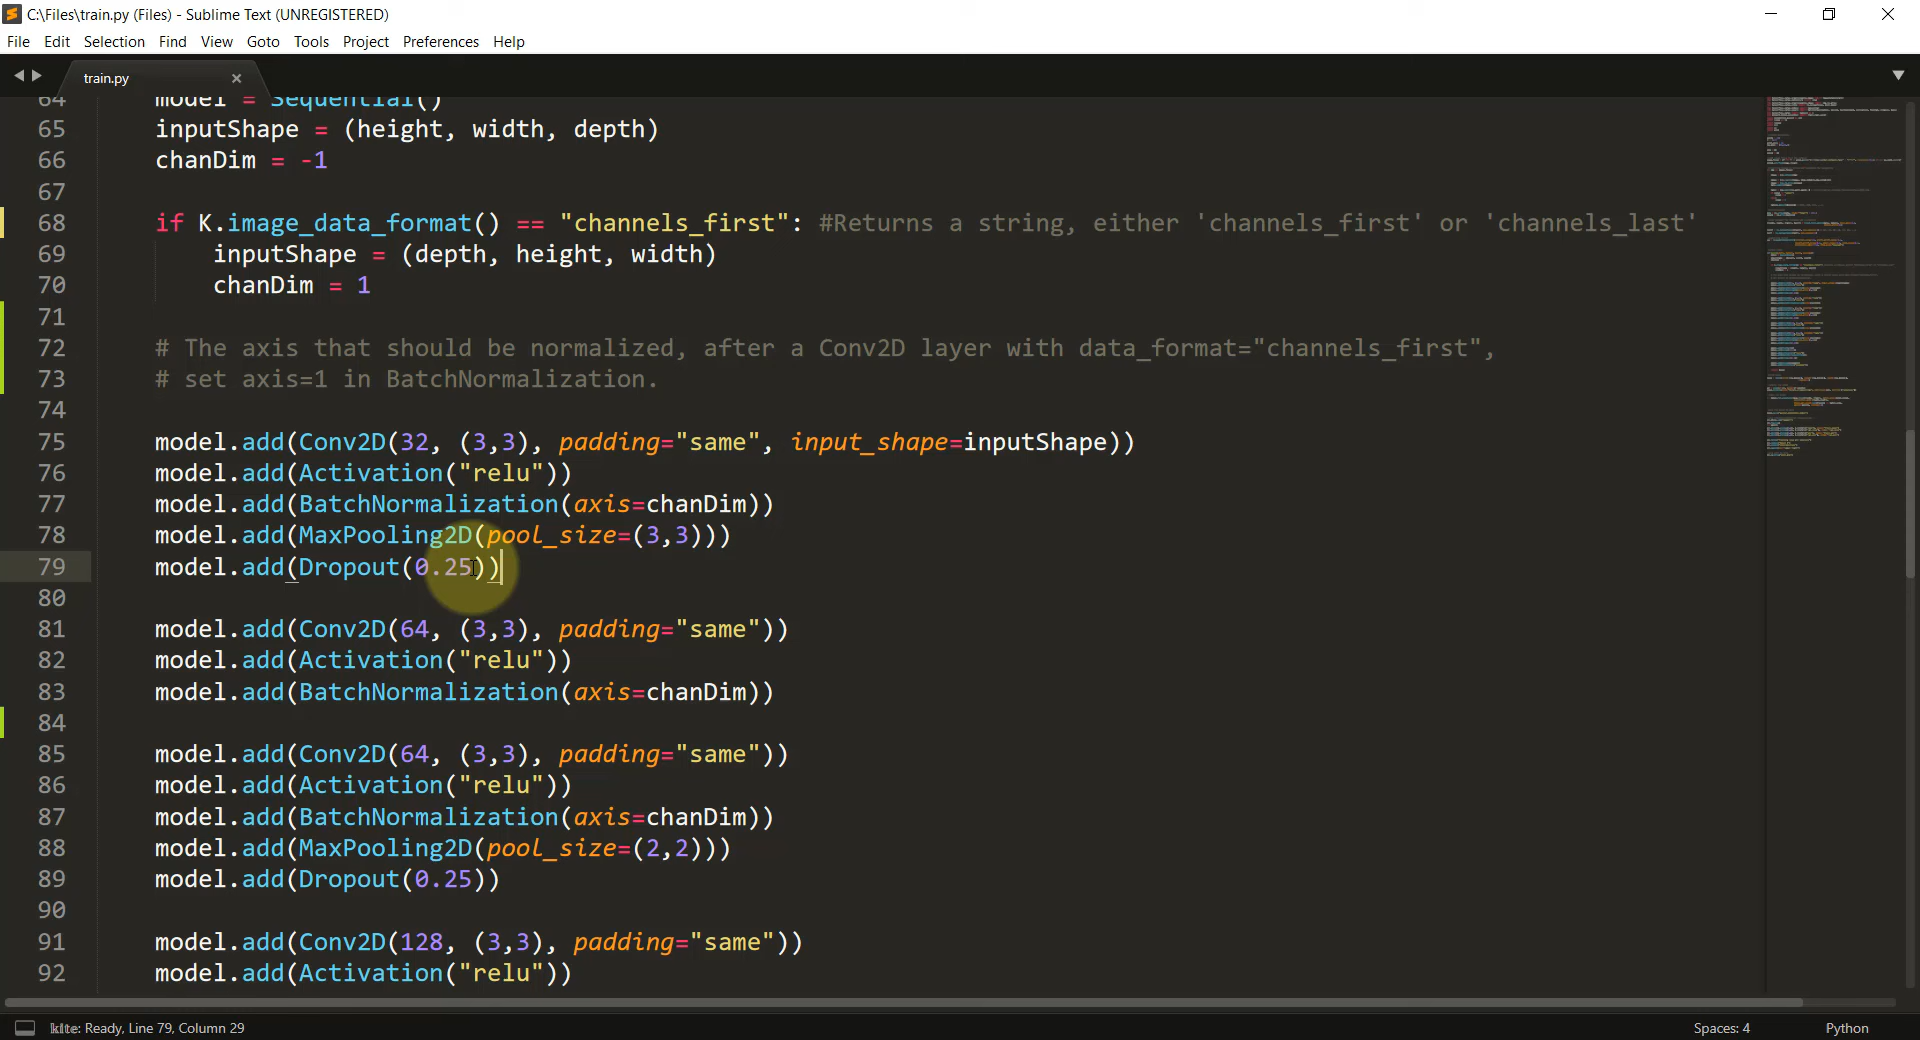 C:\Files\train.py (Files) - Sublime Text (UNREGISTERED)
File Edit Selection Find View Goto Tools Project Preferences Help
train.py
64 model = Sequential()
65 inputShape = (height, width, depth)
66 chanDim = -1
67
68 if K.image_data_format() == "channels_first": #Returns a string, either 'channels_first' or 'channels_last'
69 inputShape = (depth, height, width)
70 chanDim = 1
71
72 # The axis that should be normalized, after a Conv2D layer with data_format="channels_first",
73 # set axis=1 in BatchNormalization.
74
75 model.add(Conv2D(32, (3,3), padding="same", input_shape=inputShape))
76 model.add(Activation("relu"))
77 model.add(BatchNormalization(axis=chanDim))
78 model.add(MaxPooling2D(pool_size=(3,3)))
79 model.add(Dropout(0.25))
80
81 model.add(Conv2D(64, (3,3), padding="same"))
82 model.add(Activation("relu"))
83 model.add(BatchNormalization(axis=chanDim))
84
85 model.add(Conv2D(64, (3,3), padding="same"))
86 model.add(Activation("relu"))
87 model.add(BatchNormalization(axis=chanDim))
88 model.add(MaxPooling2D(pool_size=(2,2)))
89 model.add(Dropout(0.25))
90
91 model.add(Conv2D(128, (3,3), padding="same"))
92 model.add(Activation("relu"))
kite: Ready, Line 79, Column 29 Spaces: 4 Python